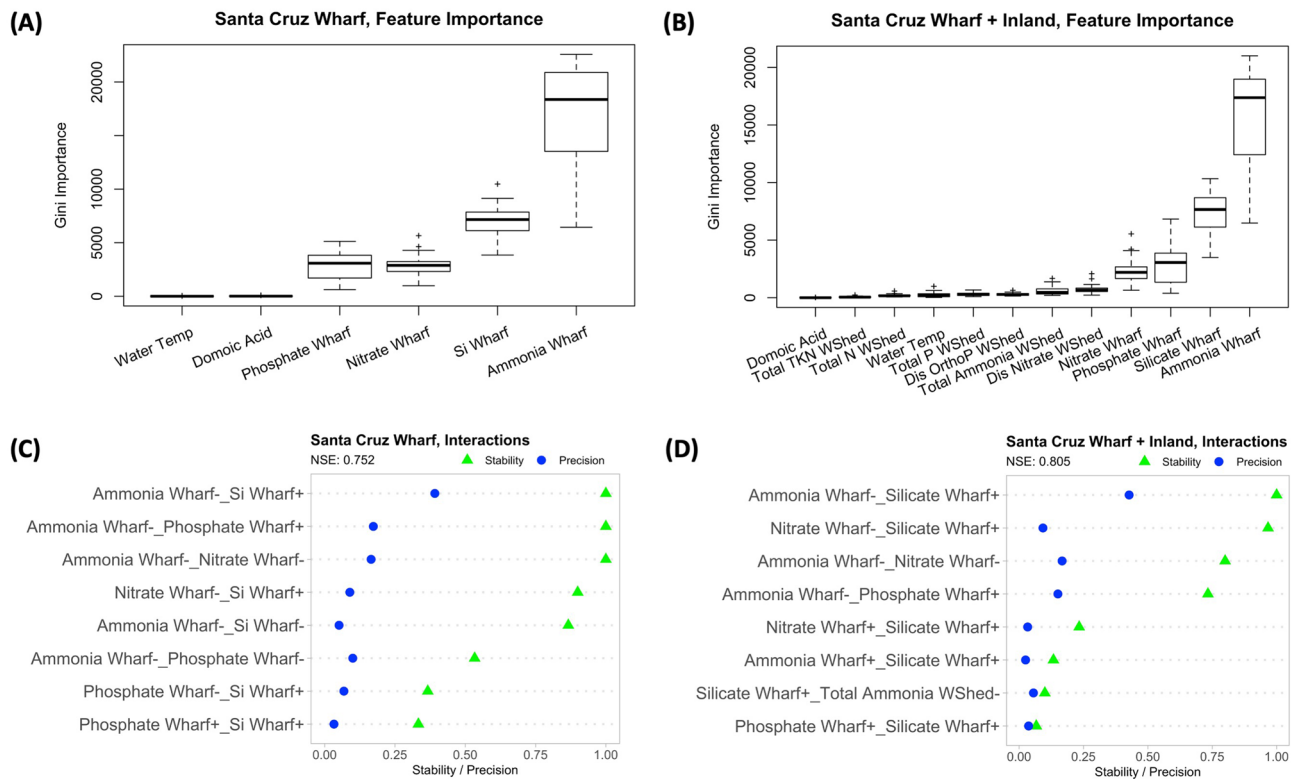 (A)
Santa Cruz Wharf, Feature Importance
Gini Importance
20000
10000
5000
0
Water Temp
Domoic Acid
Phosphate Wharf
Nitrate Wharf
Si Wharf
Ammonia Wharf
(B)
Santa Cruz Wharf + Inland, Feature Importance
Gini Importance
20000
15000
10000
5000
0
Domoic Acid
Total TKN WShed
Total N WShed
Water Temp
Total P WShed
Dis OrthoP WShed
Total Ammonia WShed
Dis Nitrate WShed
Nitrate Wharf
Phosphate Wharf
Silicate Wharf
Ammonia Wharf
(C)
Santa Cruz Wharf, Interactions
NSE: 0.752
Stability
Precision
Ammonia Wharf-_Si Wharf+
Ammonia Wharf-_Phosphate Wharf+
Ammonia Wharf-_Nitrate Wharf-
Nitrate Wharf-_Si Wharf+
Ammonia Wharf-_Si Wharf-
Ammonia Wharf-_Phosphate Wharf-
Phosphate Wharf-_Si Wharf+
Phosphate Wharf+_Si Wharf+
0.00 0.25 0.50 0.75 1.00
Stability / Precision
(D)
Santa Cruz Wharf + Inland, Interactions
NSE: 0.805
Stability
Precision
Ammonia Wharf-_Silicate Wharf+
Nitrate Wharf-_Silicate Wharf+
Ammonia Wharf-_Nitrate Wharf-
Ammonia Wharf-_Phosphate Wharf+
Nitrate Wharf+_Silicate Wharf+
Ammonia Wharf+_Silicate Wharf+
Silicate Wharf+_Total Ammonia WShed-
Phosphate Wharf+_Silicate Wharf+
0.00 0.25 0.50 0.75 1.00
Stability / Precision